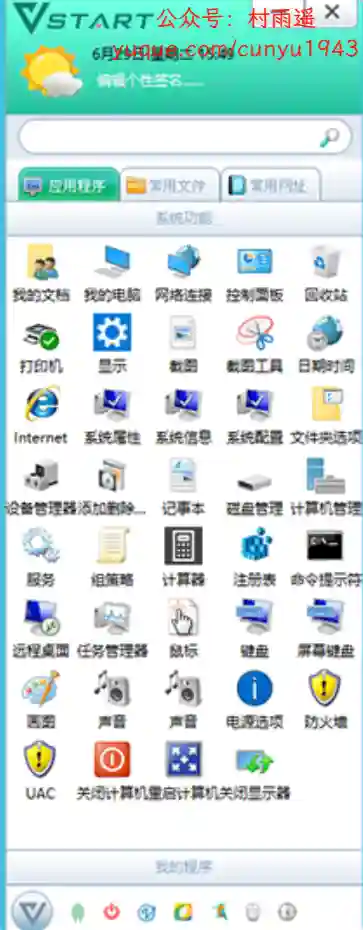 VSTART 公众号：村雨遥
yuque.com/cunyu1943
编辑个性签名......
应用程序 常用文件 常用网址
系统功能
我的文档 我的电脑 网络连接 控制面板 回收站
打印机 显示 截图 截图工具 日期时间
Internet 系统属性 系统信息 系统配置 文件夹选项
设备管理器 添加删除... 记事本 磁盘管理 计算机管理
服务 组策略 计算器 注册表 命令提示符
远程桌面 任务管理器 鼠标 键盘 屏幕键盘
画图 声音 声音 电源选项 防火墙
UAC 关闭计算机 重启计算机 关闭显示器
我的程序